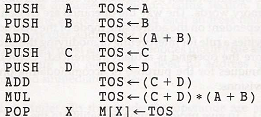 PUSH A TOS ← A
PUSH B TOS ← B
ADD TOS ← (A + B)
PUSH C TOS ← C
PUSH D TOS ← D
ADD TOS ← (C + D)
MUL TOS ← (C + D) * (A + B)
POP X M[X] ← TOS